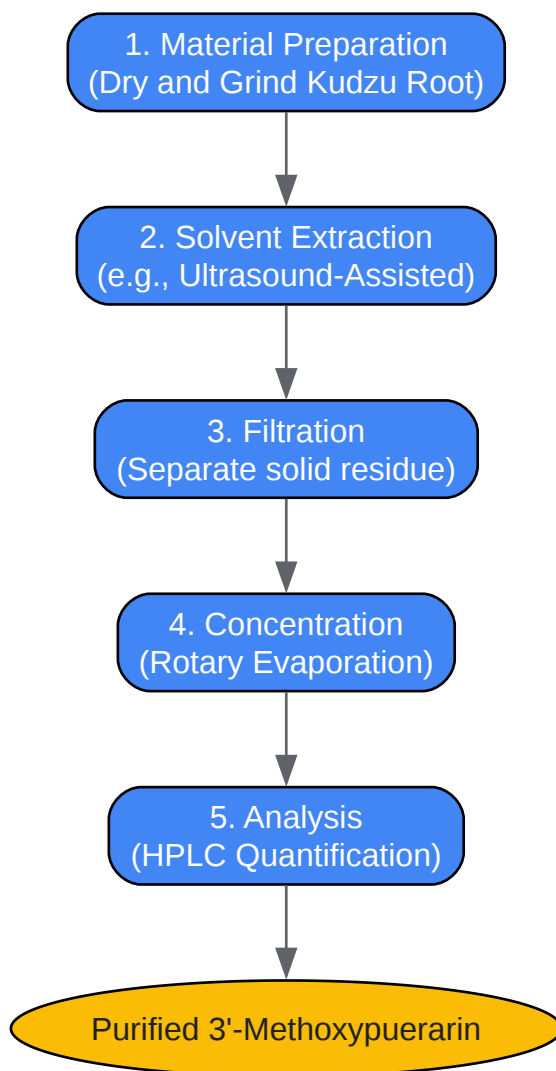 1. Material Preparation
(Dry and Grind Kudzu Root)
2. Solvent Extraction
(e.g., Ultrasound-Assisted)
3. Filtration
(Separate solid residue)
4. Concentration
(Rotary Evaporation)
5. Analysis
(HPLC Quantification)
Purified 3'-Methoxypuerarin